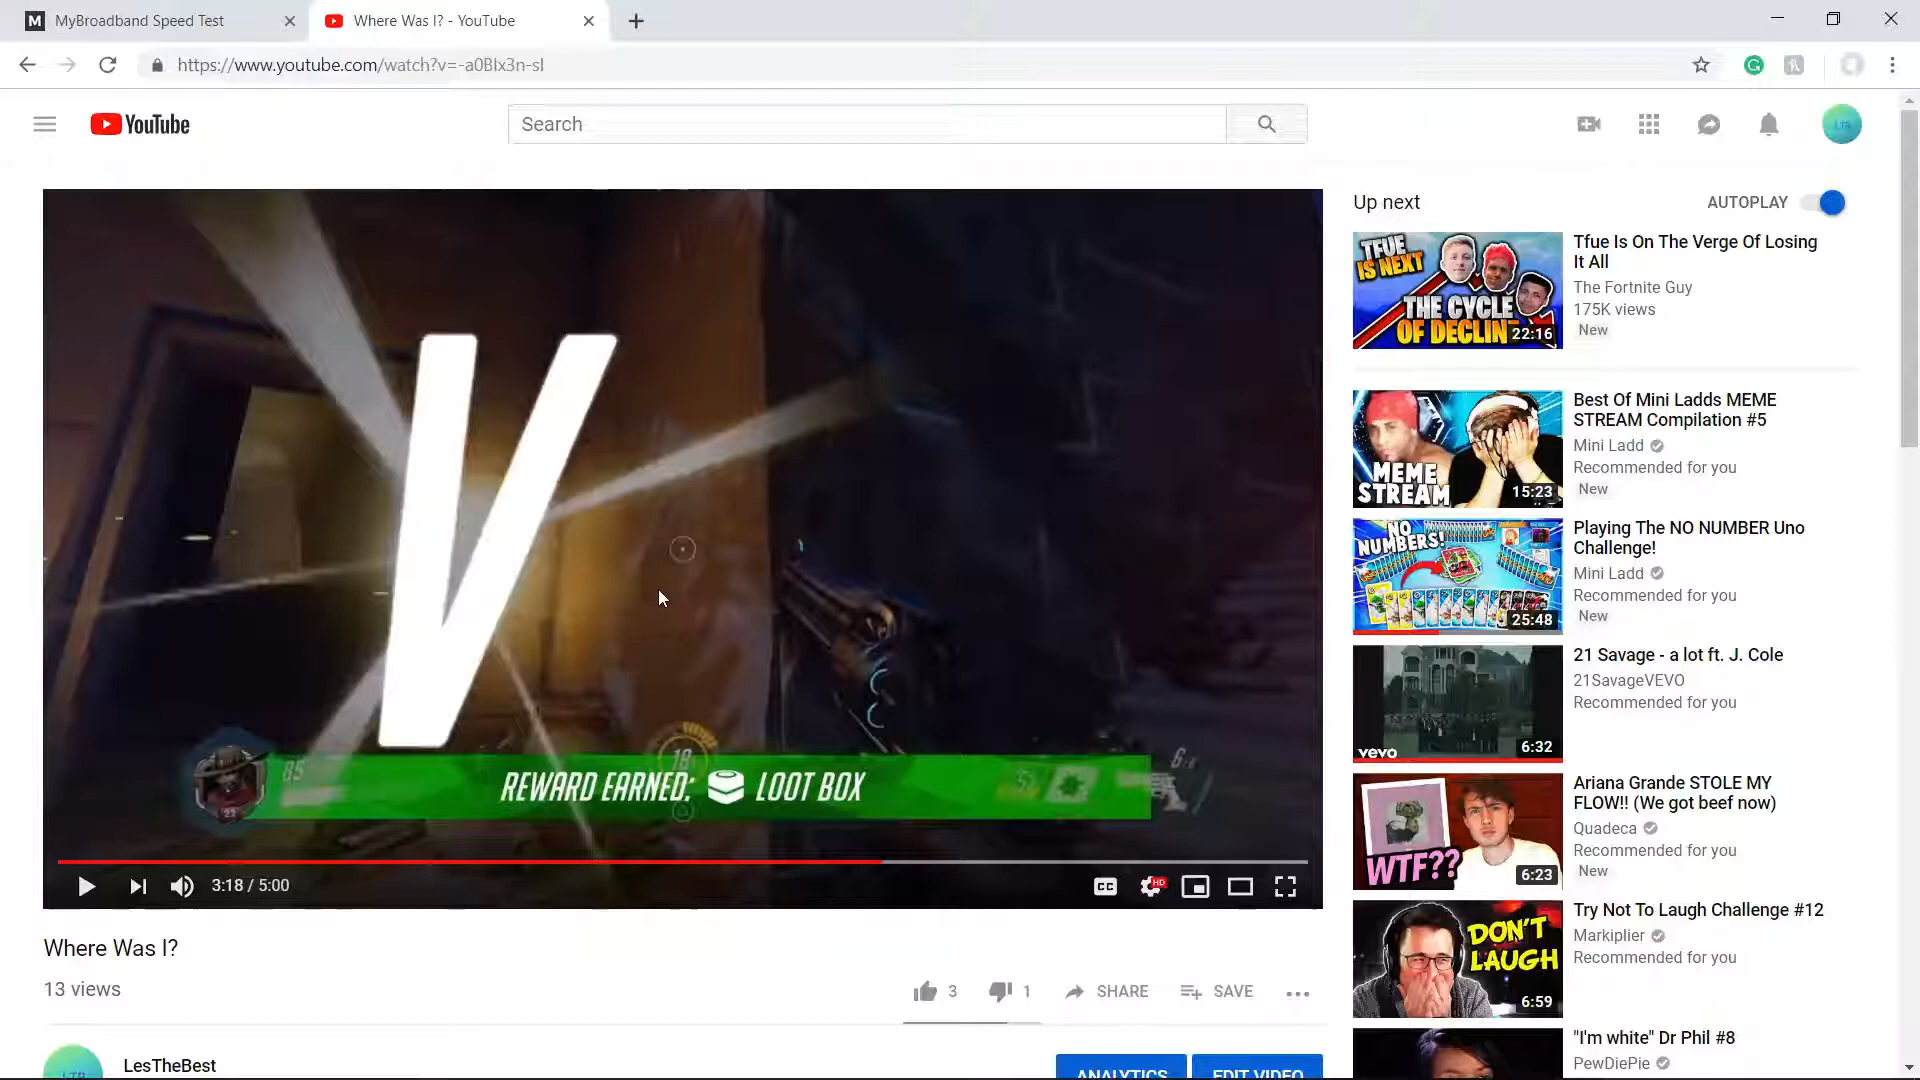 M MyBroadband Speed Test
Where Was I? - YouTube
https://www.youtube.com/watch?v=-a0BIx3n-sI
YouTube
Search
LTB
V
85
18
6
23
REWARD EARNED: LOOT BOX
3:18 / 5:00
CC
HD
Where Was I?
13 views
3
1
SHARE
SAVE
LesTheBest
ANALYTICS
EDIT VIDEO
Up next
AUTOPLAY
TFUE
IS NEXT
THE CYCLE
OF DECLIN
22:16
Tfue Is On The Verge Of Losing
It All
The Fortnite Guy
175K views
New
MEME
STREAM
15:23
Best Of Mini Ladds MEME
STREAM Compilation #5
Mini Ladd
Recommended for you
New
NO
NUMBERS!
25:48
Playing The NO NUMBER Uno
Challenge!
Mini Ladd
Recommended for you
New
vevo
6:32
21 Savage - a lot ft. J. Cole
21SavageVEVO
Recommended for you
WTF??
6:23
Ariana Grande STOLE MY
FLOW!! (We got beef now)
Quadeca
Recommended for you
New
DON'T
LAUGH
6:59
Try Not To Laugh Challenge #12
Markiplier
Recommended for you
"I'm white" Dr Phil #8
PewDiePie